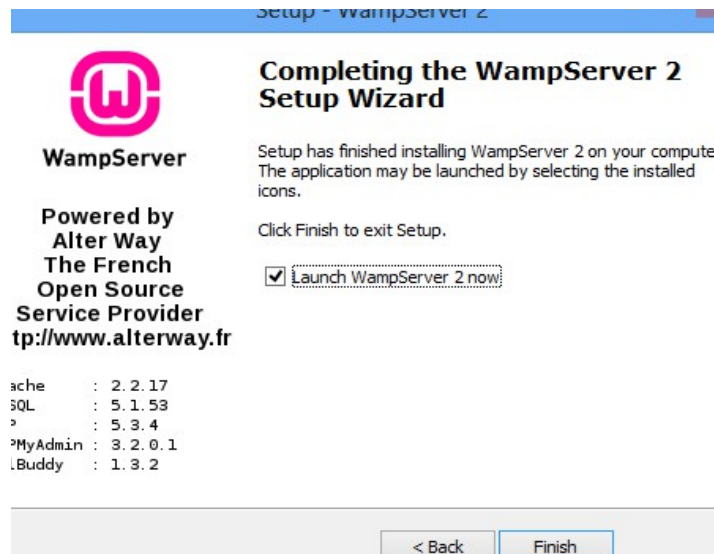 Setup - WampServer 2
WampServer
Powered by
Alter Way
The French
Open Source
Service Provider
tp://www.alterway.fr
ache : 2.2.17
SQL : 5.1.53
P : 5.3.4
PMyAdmin : 3.2.0.1
lBuddy : 1.3.2
Completing the WampServer 2
Setup Wizard
Setup has finished installing WampServer 2 on your compute
The application may be launched by selecting the installed
icons.
Click Finish to exit Setup.
Launch WampServer 2 now
< Back
Finish